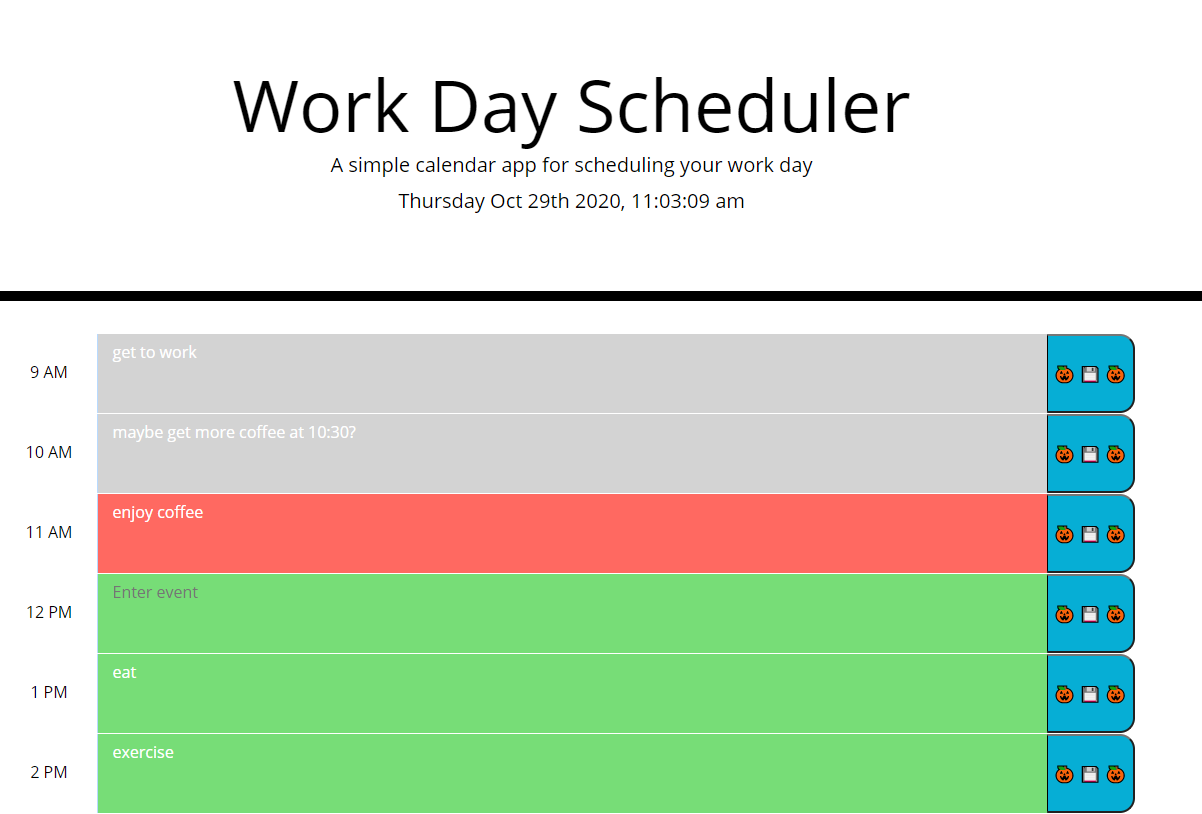 Work Day Scheduler
A simple calendar app for scheduling your work day
Thursday Oct 29th 2020, 11:03:09 am
9 AM
get to work
10 AM
maybe get more coffee at 10:30?
11 AM
enjoy coffee
12 PM
Enter event
1 PM
eat
2 PM
exercise